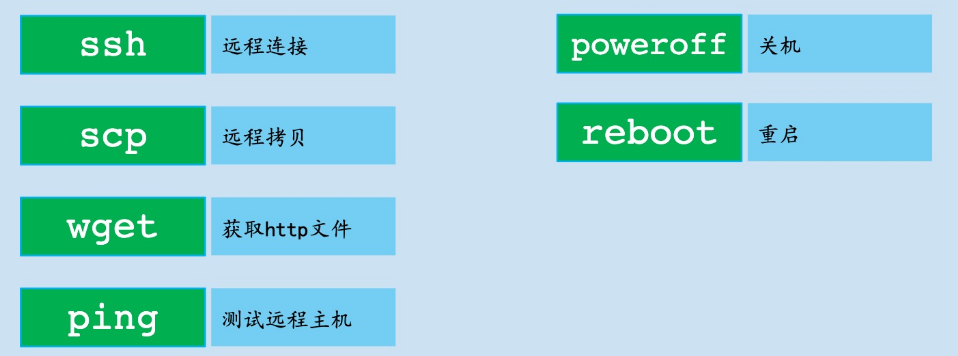 ssh 远程连接
scp 远程拷贝
wget 获取http文件
ping 测试远程主机
poweroff 关机
reboot 重启